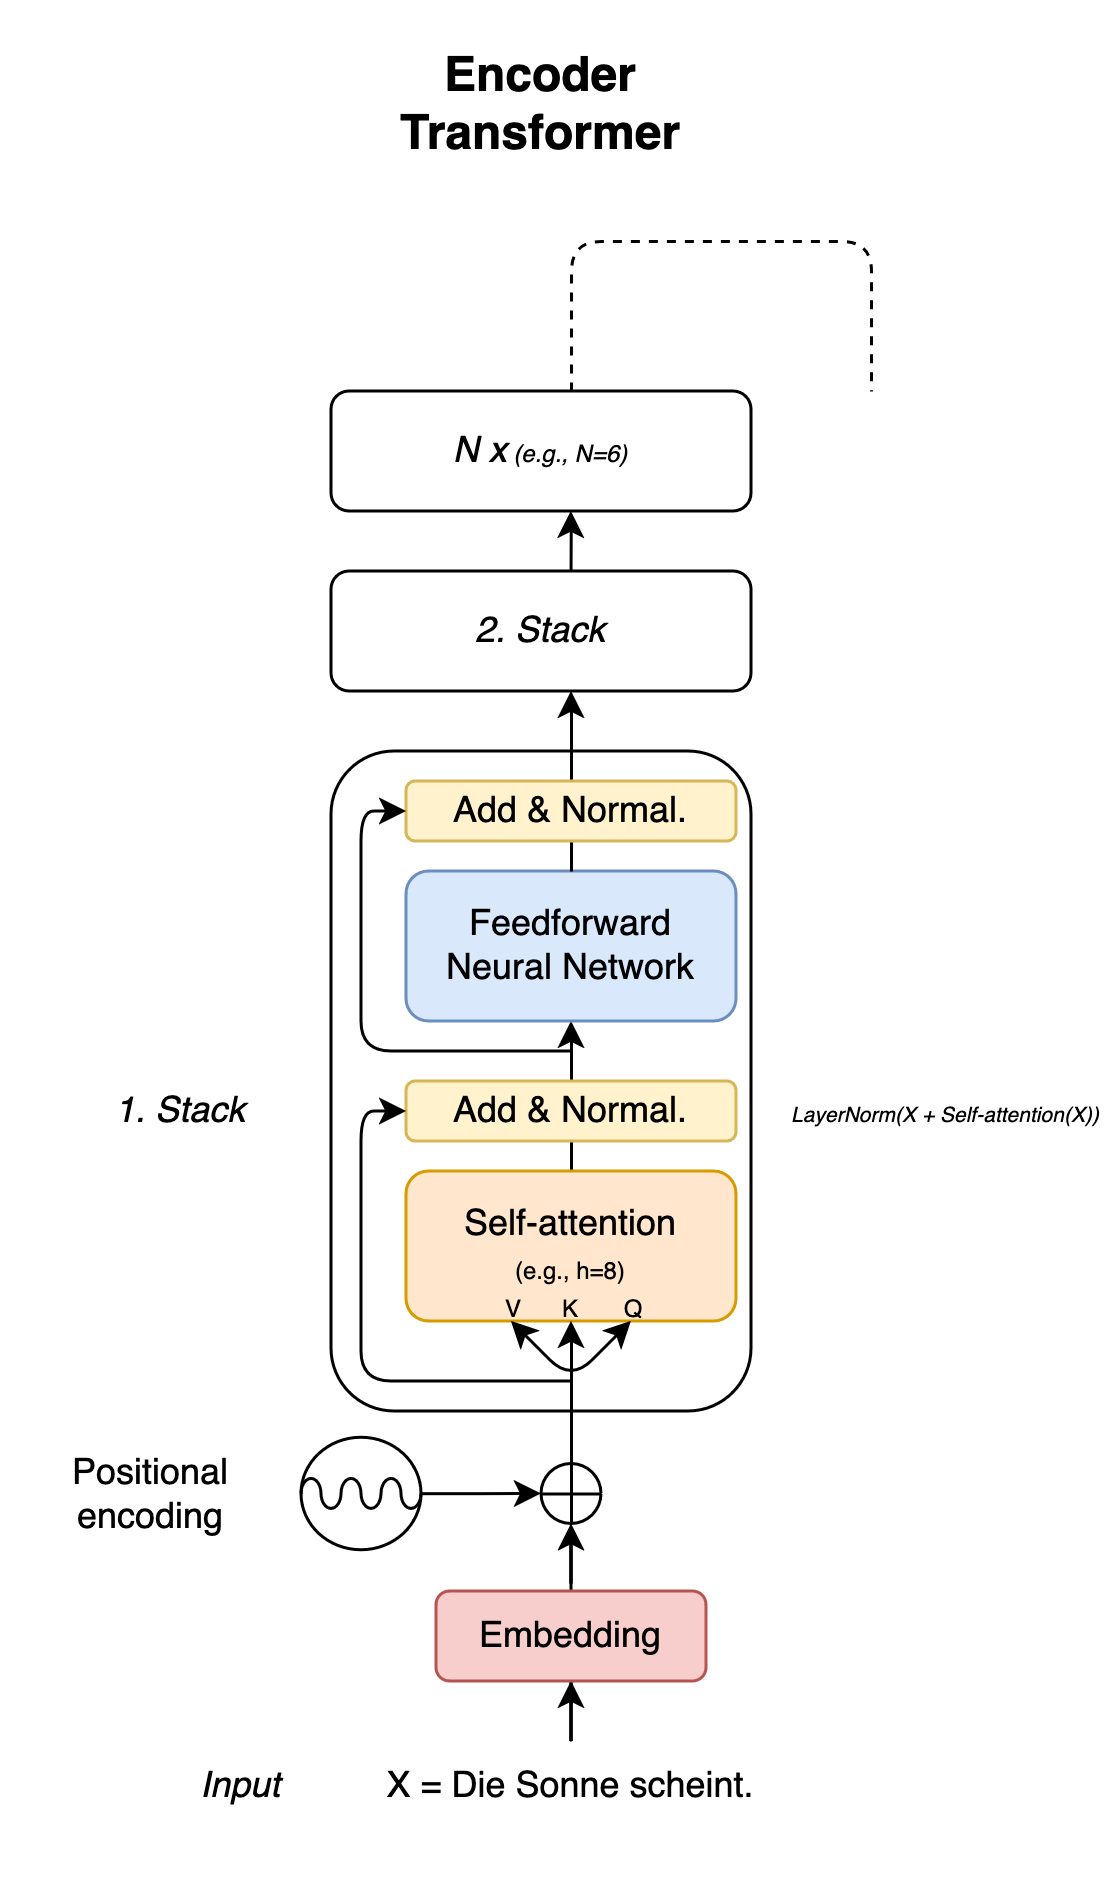 Encoder
Transformer
N x (e.g., N=6)
2. Stack
Add & Normal.
Feedforward
Neural Network
1. Stack
Add & Normal.
LayerNorm(X + Self-attention(X))
Self-attention
(e.g., h=8)
V K Q
Positional
encoding
Embedding
Input X = Die Sonne scheint.